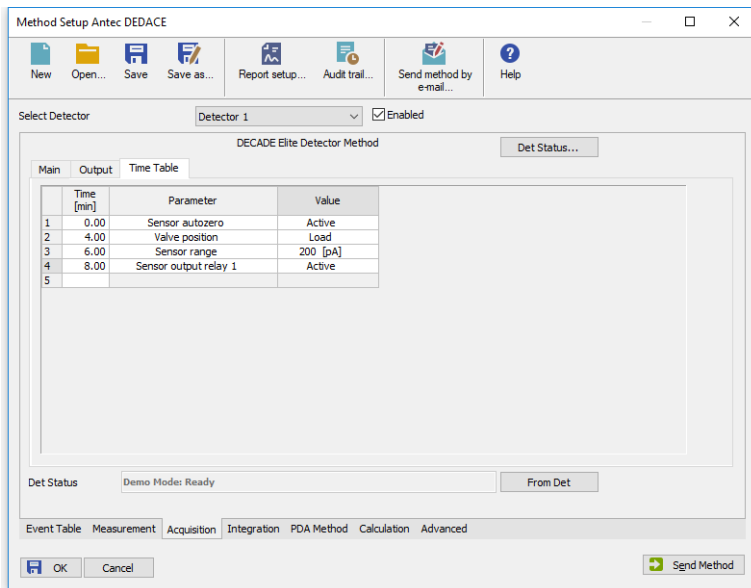 Method Setup Antec DEDACE
New Open... Save Save as... Report setup... Audit trail... Send method by e-mail... Help
Select Detector Detector 1 Enabled
DECADE Elite Detector Method Det Status...
Main Output Time Table
Time [min] Parameter Value
1 0.00 Sensor autozero Active
2 4.00 Valve position Load
3 6.00 Sensor range 200 [pA]
4 8.00 Sensor output relay 1 Active
5
Det Status Demo Mode: Ready From Det
Event Table Measurement Acquisition Integration PDA Method Calculation Advanced
OK Cancel Send Method